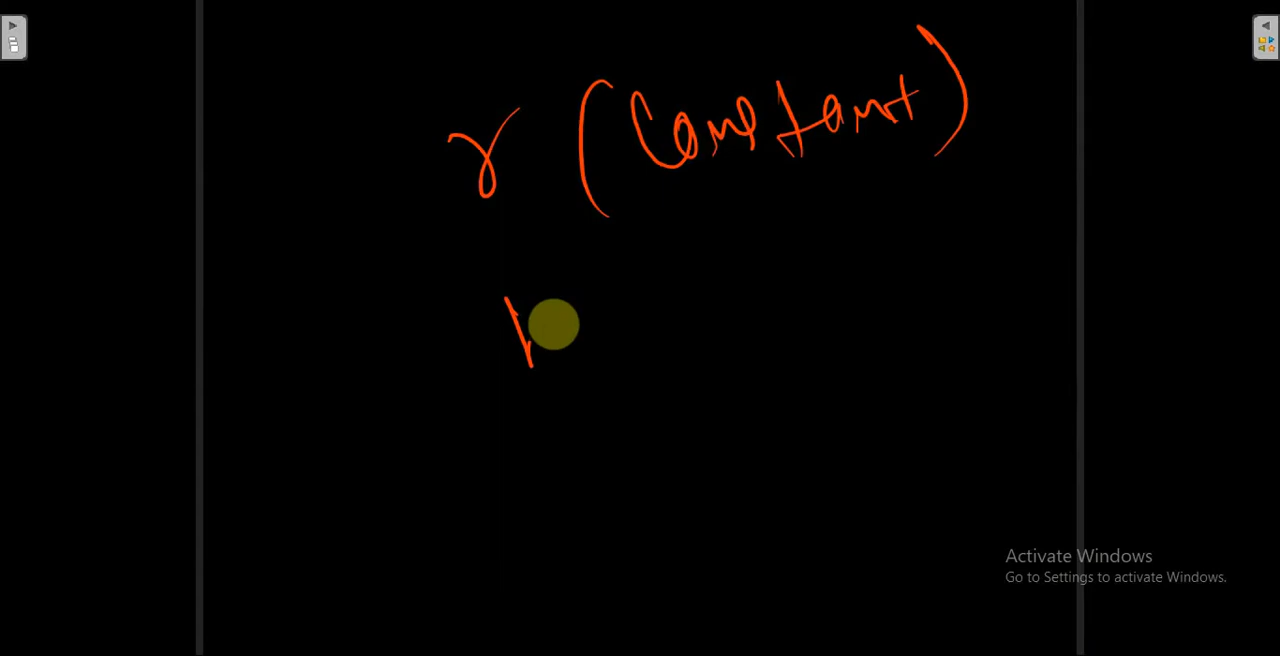 γ (Constant)
Activate Windows
Go to Settings to activate Windows.